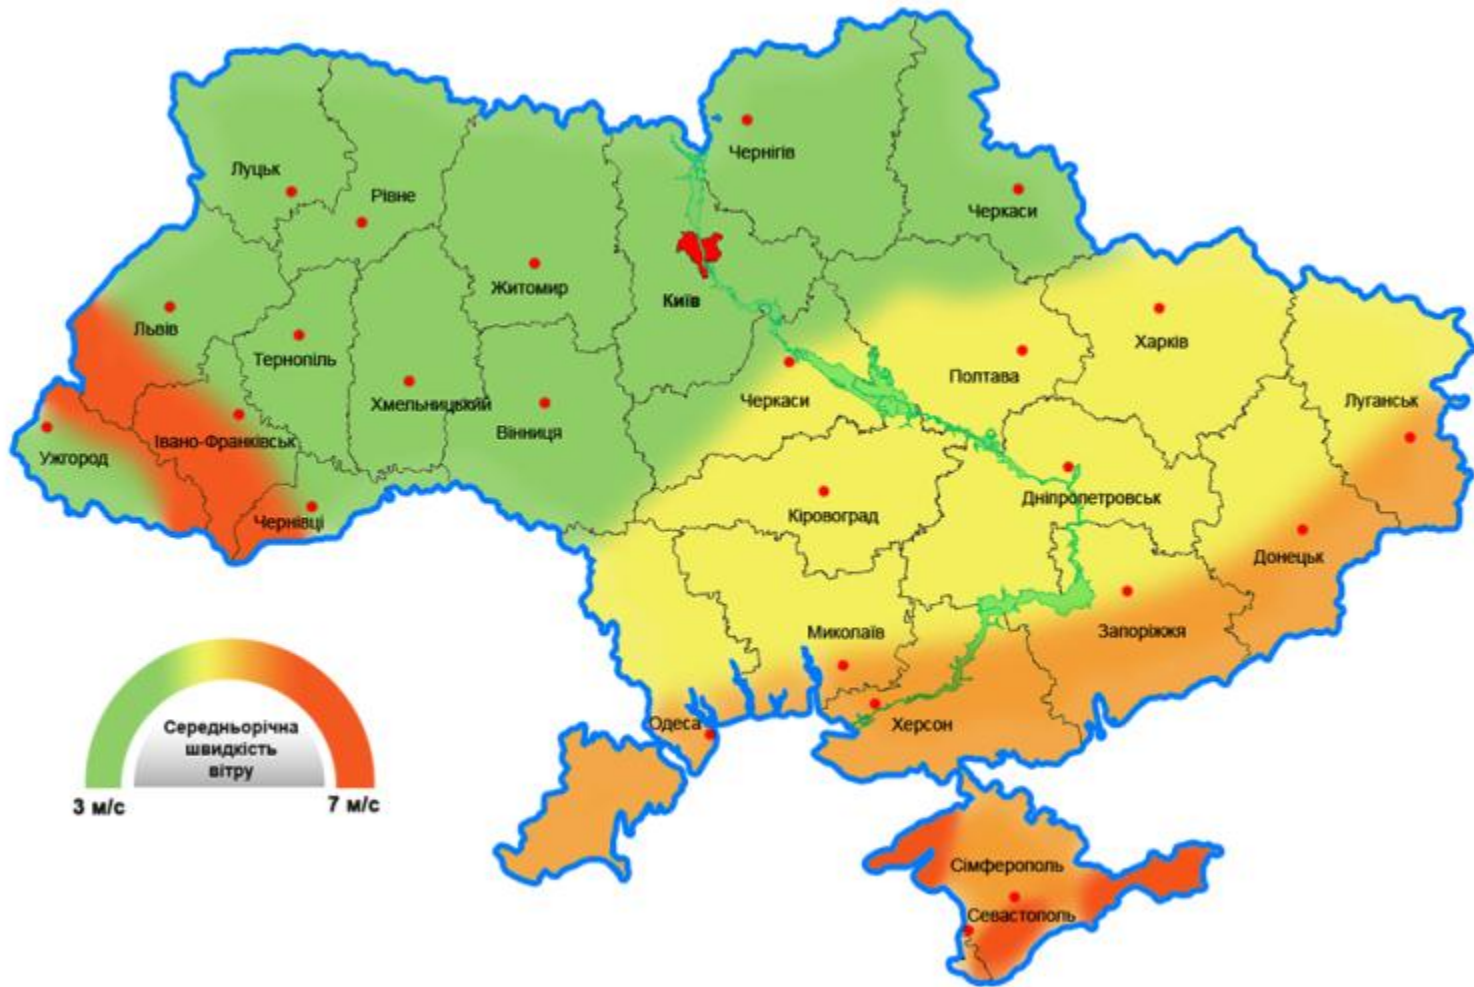 Чернігів
Луцьк
Рівне
Черкаси
Житомир
Київ
Львів
Тернопіль
Харків
Полтава
Хмельницький
Черкаси
Луганськ
Івано-Франківськ
Вінниця
Ужгород
Дніпропетровськ
Чернівці
Кіровоград
Донецьк
Миколаїв
Запоріжжя
Одеса
Херсон
Середньорічна
швидкість
вітру
3 м/с
7 м/с
Сімферополь
Севастополь